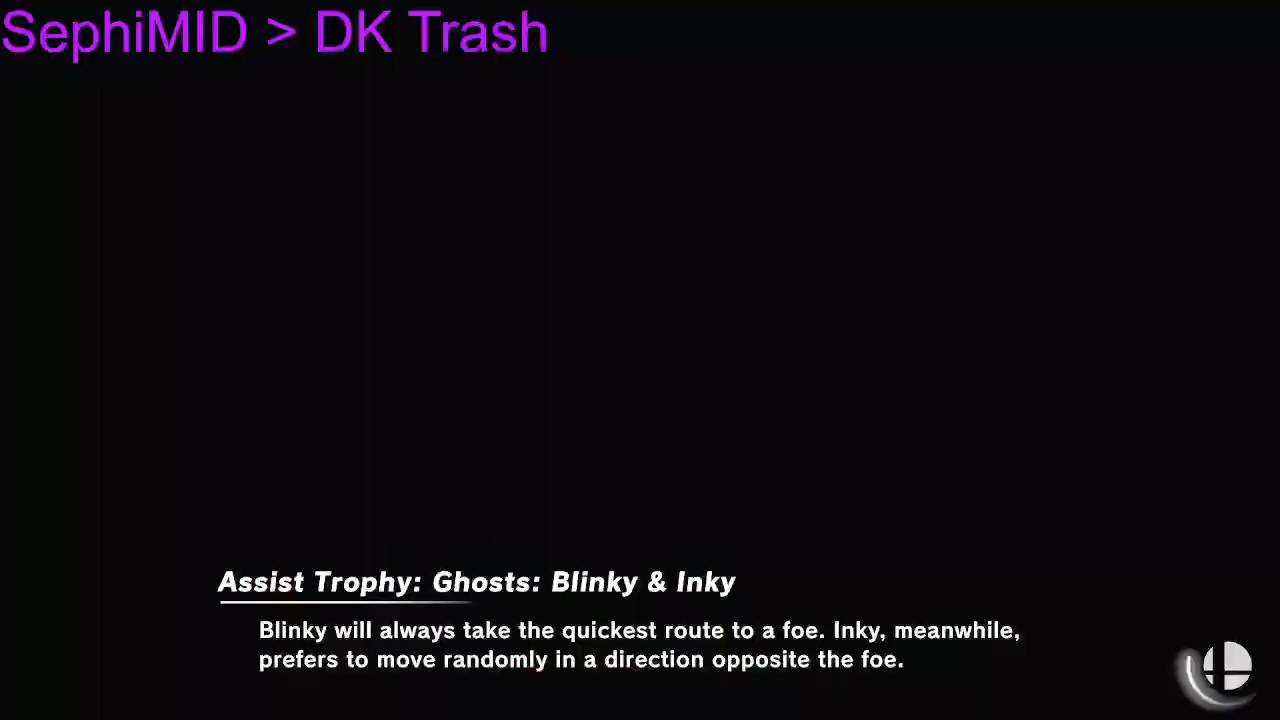 SephiMID > DK Trash
Assist Trophy: Ghosts: Blinky & Inky
Blinky will always take the quickest route to a foe. Inky, meanwhile,
prefers to move randomly in a direction opposite the foe.